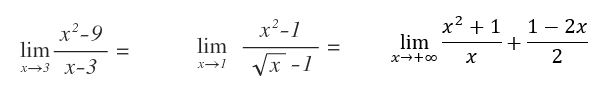 lim x→3 x²-9 / x-3 =
lim x→1 x²-1 / √x -1 =
lim x→+∞ x² + 1 / x + 1 − 2x / 2